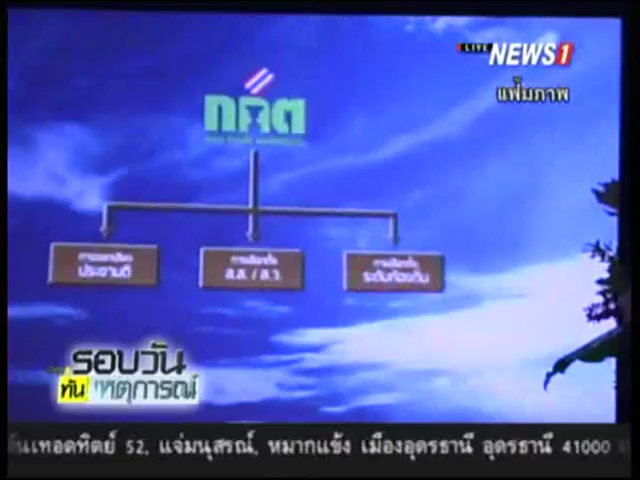 LIVE NEWS1
แฟ้มภาพ
กกต
การออกเสียง
ประชามติ
การเลือกตั้ง
ส.ส. / ส.ว.
การเลือกตั้ง
ระดับท้องถิ่น
รอบวัน
ทัน เหตุการณ์
เทอดทิตย์ 52, แจ่มนุสรณ์, หมากแข้ง เมืองอุดรธานี อุดรธานี 41000